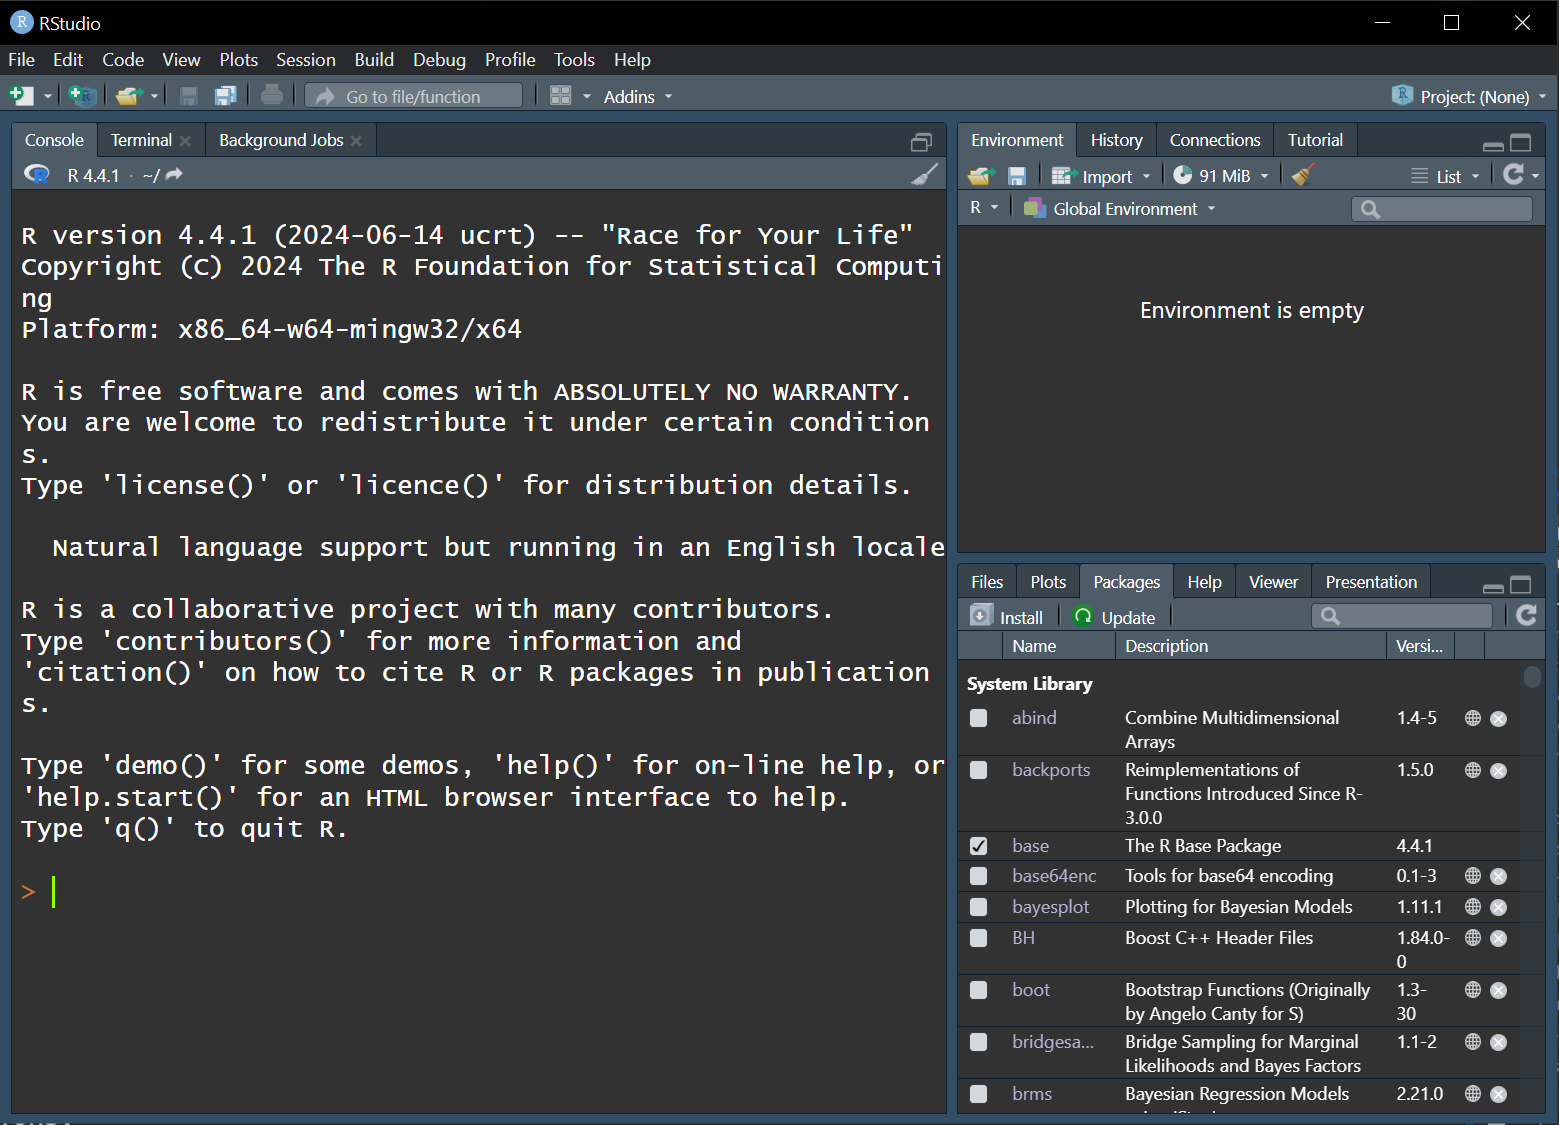 RStudio
File Edit Code View Plots Session Build Debug Profile Tools Help
Go to file/function Addins Project: (None)
Console Terminal Background Jobs
R 4.4.1 · ~/
R version 4.4.1 (2024-06-14 ucrt) -- "Race for Your Life"
Copyright (C) 2024 The R Foundation for Statistical Computi
ng
Platform: x86_64-w64-mingw32/x64
R is free software and comes with ABSOLUTELY NO WARRANTY.
You are welcome to redistribute it under certain condition
s.
Type 'license()' or 'licence()' for distribution details.
Natural language support but running in an English locale
R is a collaborative project with many contributors.
Type 'contributors()' for more information and
'citation()' on how to cite R or R packages in publication
s.
Type 'demo()' for some demos, 'help()' for on-line help, or
'help.start()' for an HTML browser interface to help.
Type 'q()' to quit R.
>
Environment History Connections Tutorial
Import 91 MiB List
R Global Environment
Environment is empty
Files Plots Packages Help Viewer Presentation
Install Update
Name Description Versi...
System Library
abind Combine Multidimensional 1.4-5
Arrays
backports Reimplementations of 1.5.0
Functions Introduced Since R-
3.0.0
base The R Base Package 4.4.1
base64enc Tools for base64 encoding 0.1-3
bayesplot Plotting for Bayesian Models 1.11.1
BH Boost C++ Header Files 1.84.0-
0
boot Bootstrap Functions (Originally 1.3-
by Angelo Canty for S) 30
bridgesa... Bridge Sampling for Marginal 1.1-2
Likelihoods and Bayes Factors
brms Bayesian Regression Models 2.21.0